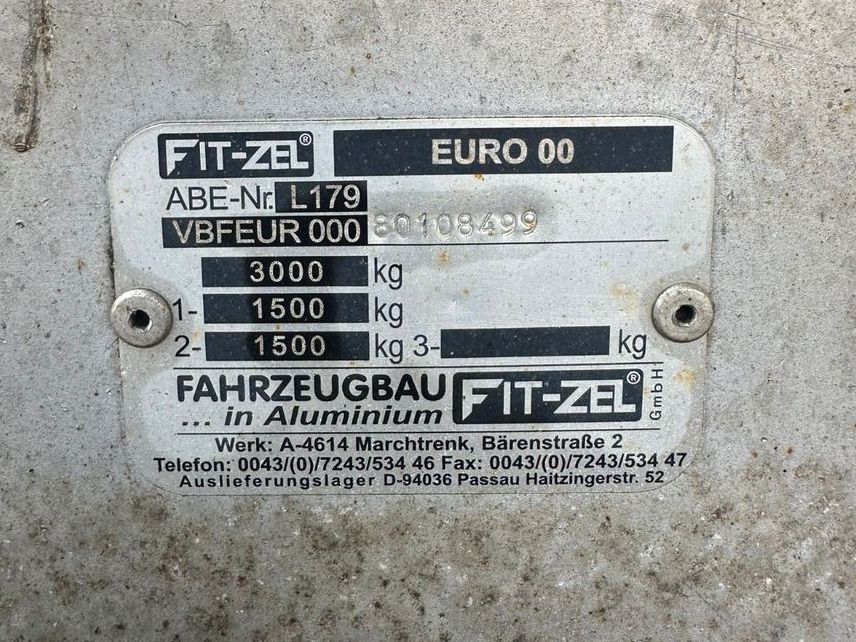 FIT-ZEL® EURO 00
ABE-Nr. L179
VBFEUR 000 80108499
3000 kg
1- 1500 kg
2- 1500 kg 3- kg
FAHRZEUGBAU FIT-ZEL® GmbH
... in Aluminium
Werk: A-4614 Marchtrenk, Bärenstraße 2
Telefon: 0043/(0)/7243/534 46 Fax: 0043/(0)/7243/534 47
Auslieferungslager D-94036 Passau Haitzingerstr. 52